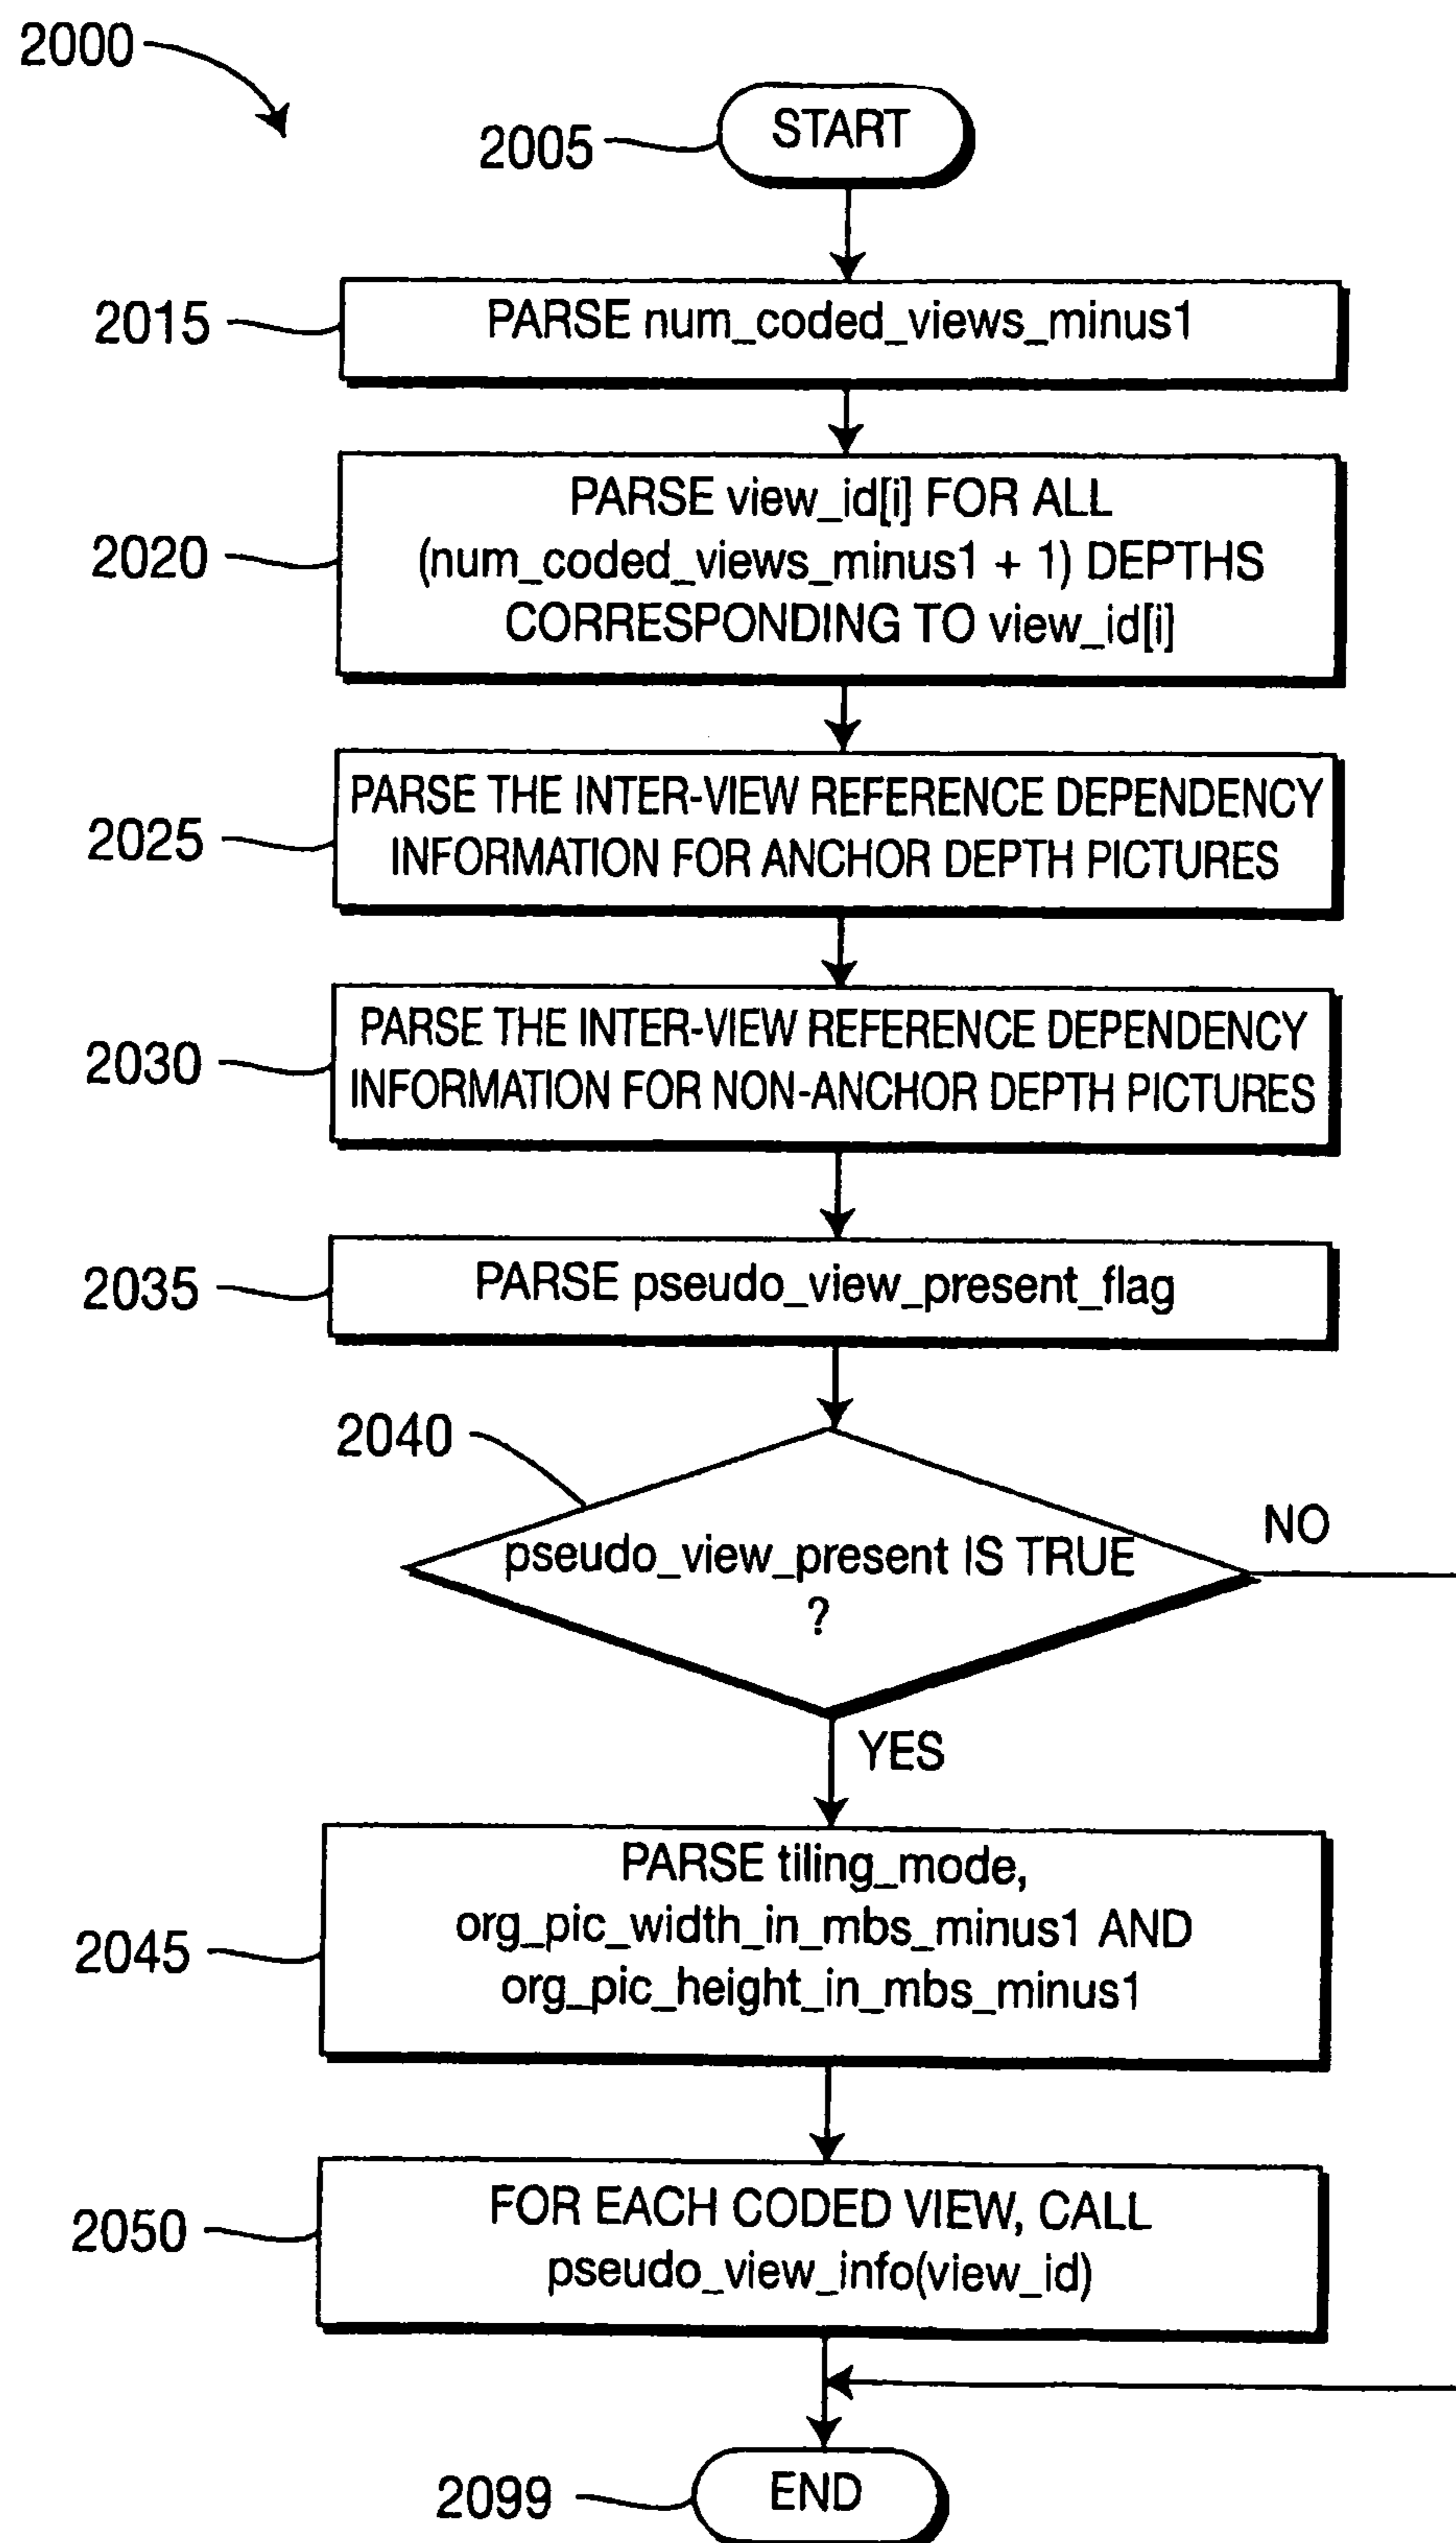 2000
START
2005
2015
PARSE num_coded_views_minus1
2020
PARSE view_id[i] FOR ALL
(num_coded_views_minus1 + 1) DEPTHS
CORRESPONDING TO view_id[i]
2025
PARSE THE INTER-VIEW REFERENCE DEPENDENCY
INFORMATION FOR ANCHOR DEPTH PICTURES
2030
PARSE THE INTER-VIEW REFERENCE DEPENDENCY
INFORMATION FOR NON-ANCHOR DEPTH PICTURES
2035
PARSE pseudo_view_present_flag
2040
pseudo_view_present IS TRUE
?
NO
YES
2045
PARSE tiling_mode,
org_pic_width_in_mbs_minus1 AND
org_pic_height_in_mbs_minus1
2050
FOR EACH CODED VIEW, CALL
pseudo_view_info(view_id)
2099
END